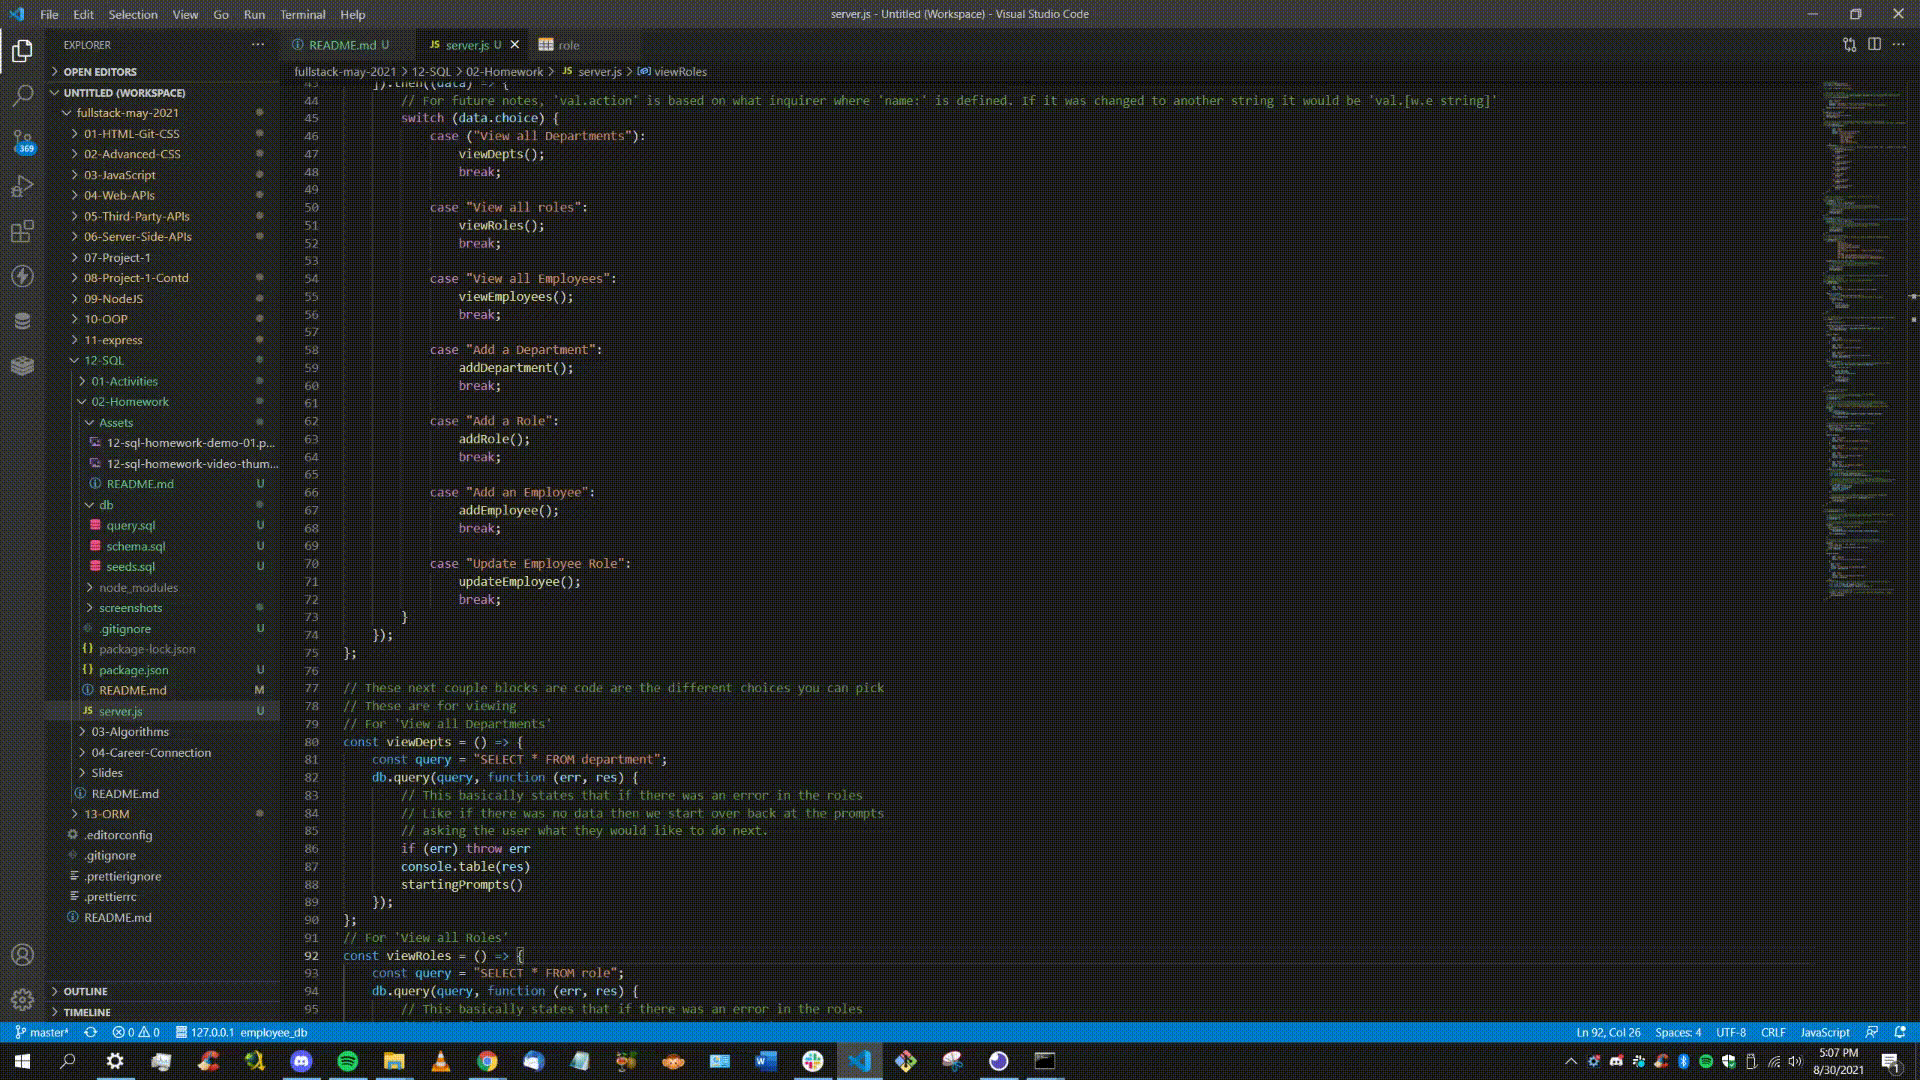 File Edit Selection View Go Run Terminal Help
server.js - Untitled (Workspace) - Visual Studio Code
EXPLORER
OPEN EDITORS
UNTITLED (WORKSPACE)
fullstack-may-2021
01-HTML-Git-CSS
02-Advanced-CSS
03-JavaScript
04-Web-APIs
05-Third-Party-APIs
06-Server-Side-APIs
07-Project-1
08-Project-1-Contd
09-NodeJS
10-OOP
11-express
12-SQL
01-Activities
02-Homework
Assets
12-sql-homework-demo-01.p...
12-sql-homework-video-thum...
README.md U
db
query.sql U
schema.sql U
seeds.sql U
node_modules
screenshots
.gitignore U
package-lock.json
package.json U
README.md M
server.js U
03-Algorithms
04-Career-Connection
Slides
README.md
13-ORM
.editorconfig
.gitignore
.prettierignore
.prettierrc
README.md
OUTLINE
TIMELINE
369
README.md U
JS server.js U
role
fullstack-may-2021 > 12-SQL > 02-Homework > JS server.js > viewRoles
43 ]).then((data) => {
44 // For future notes, 'val.action' is based on what inquirer where 'name:' is defined. If it was changed to another string it would be 'val.[w.e string]'
45 switch (data.choice) {
46 case ("View all Departments"):
47 viewDepts();
48 break;
49
50 case "View all roles":
51 viewRoles();
52 break;
53
54 case "View all Employees":
55 viewEmployees();
56 break;
57
58 case "Add a Department":
59 addDepartment();
60 break;
61
62 case "Add a Role":
63 addRole();
64 break;
65
66 case "Add an Employee":
67 addEmployee();
68 break;
69
70 case "Update Employee Role":
71 updateEmployee();
72 break;
73 }
74 });
75 };
76
77 // These next couple blocks are code are the different choices you can pick
78 // These are for viewing
79 // For 'View all Departments'
80 const viewDepts = () => {
81 const query = "SELECT * FROM department";
82 db.query(query, function (err, res) {
83 // This basically states that if there was an error in the roles
84 // Like if there was no data then we start over back at the prompts
85 // asking the user what they would like to do next.
86 if (err) throw err
87 console.table(res)
88 startingPrompts()
89 });
90 };
91 // For 'View all Roles'
92 const viewRoles = () => {
93 const query = "SELECT * FROM role";
94 db.query(query, function (err, res) {
95 // This basically states that if there was an error in the roles
master* 0 0 127.0.0.1 employee_db
Ln 92, Col 26 Spaces: 4 UTF-8 CRLF JavaScript
5:07 PM
8/30/2021
1